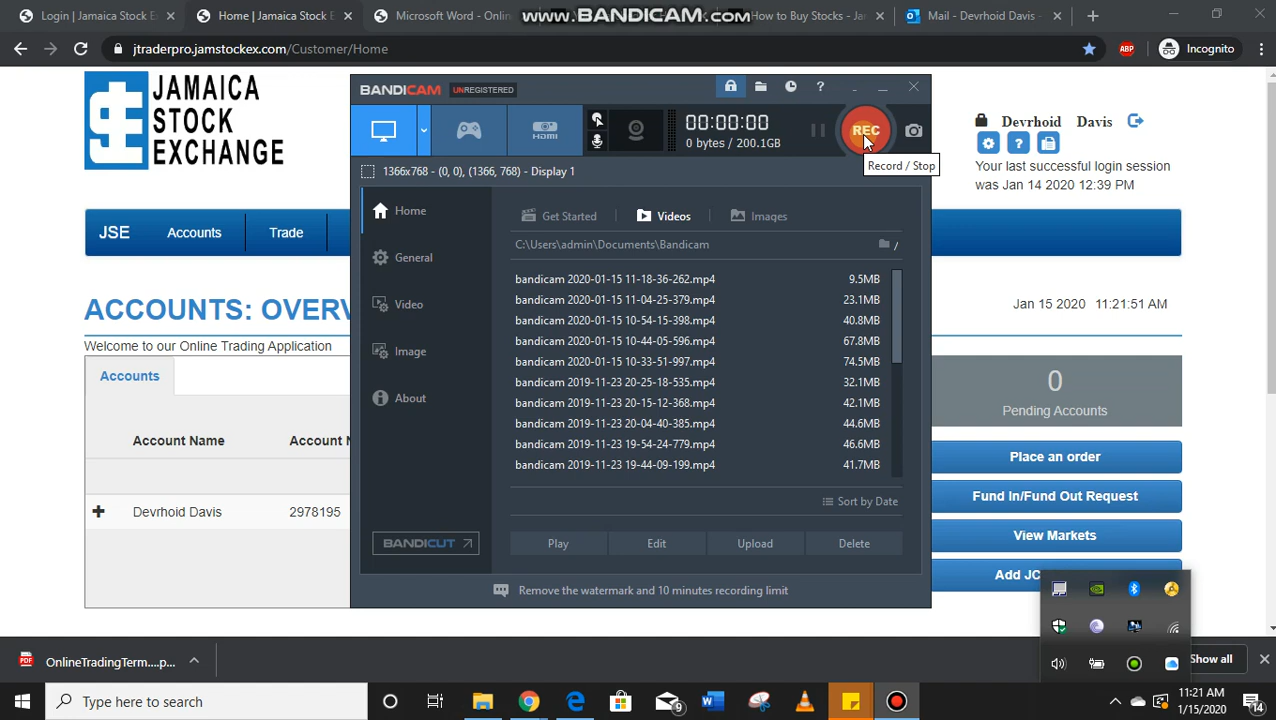 Login | Jamaica Stock E
Home | Jamaica Stock E
Microsoft Word - Onlin
How to Buy Stocks - Ja
Mail - Devrhoid Davis -
www.BANDICAM.com
jtraderpro.jamstockex.com/Customer/Home
ABP
Incognito
JAMAICA
STOCK
EXCHANGE
BANDICAM
UNREGISTERED
HDMI
00:00:00
0 bytes / 200.1GB
REC
Record / Stop
1366x768 - (0, 0), (1366, 768) - Display 1
Home
General
Video
Image
About
BANDICUT
Get Started
Videos
Images
C:\Users\admin\Documents\Bandicam
/
bandicam 2020-01-15 11-18-36-262.mp4 9.5MB
bandicam 2020-01-15 11-04-25-379.mp4 23.1MB
bandicam 2020-01-15 10-54-15-398.mp4 40.8MB
bandicam 2020-01-15 10-44-05-596.mp4 67.8MB
bandicam 2020-01-15 10-33-51-997.mp4 74.5MB
bandicam 2019-11-23 20-25-18-535.mp4 32.1MB
bandicam 2019-11-23 20-15-12-368.mp4 42.1MB
bandicam 2019-11-23 20-04-40-385.mp4 44.6MB
bandicam 2019-11-23 19-54-24-779.mp4 46.6MB
bandicam 2019-11-23 19-44-09-199.mp4 41.7MB
Sort by Date
Play
Edit
Upload
Delete
Remove the watermark and 10 minutes recording limit
Devrhoid Davis
Your last successful login session
was Jan 14 2020 12:39 PM
JSE
Accounts
Trade
ACCOUNTS: OVERV
Jan 15 2020 11:21:51 AM
Welcome to our Online Trading Application
Accounts
Account Name
Account N
Devrhoid Davis
2978195
0
Pending Accounts
Place an order
Fund In/Fund Out Request
View Markets
Add JC
OnlineTradingTerm....p...
Show all
Type here to search
9
11:21 AM
1/15/2020
14